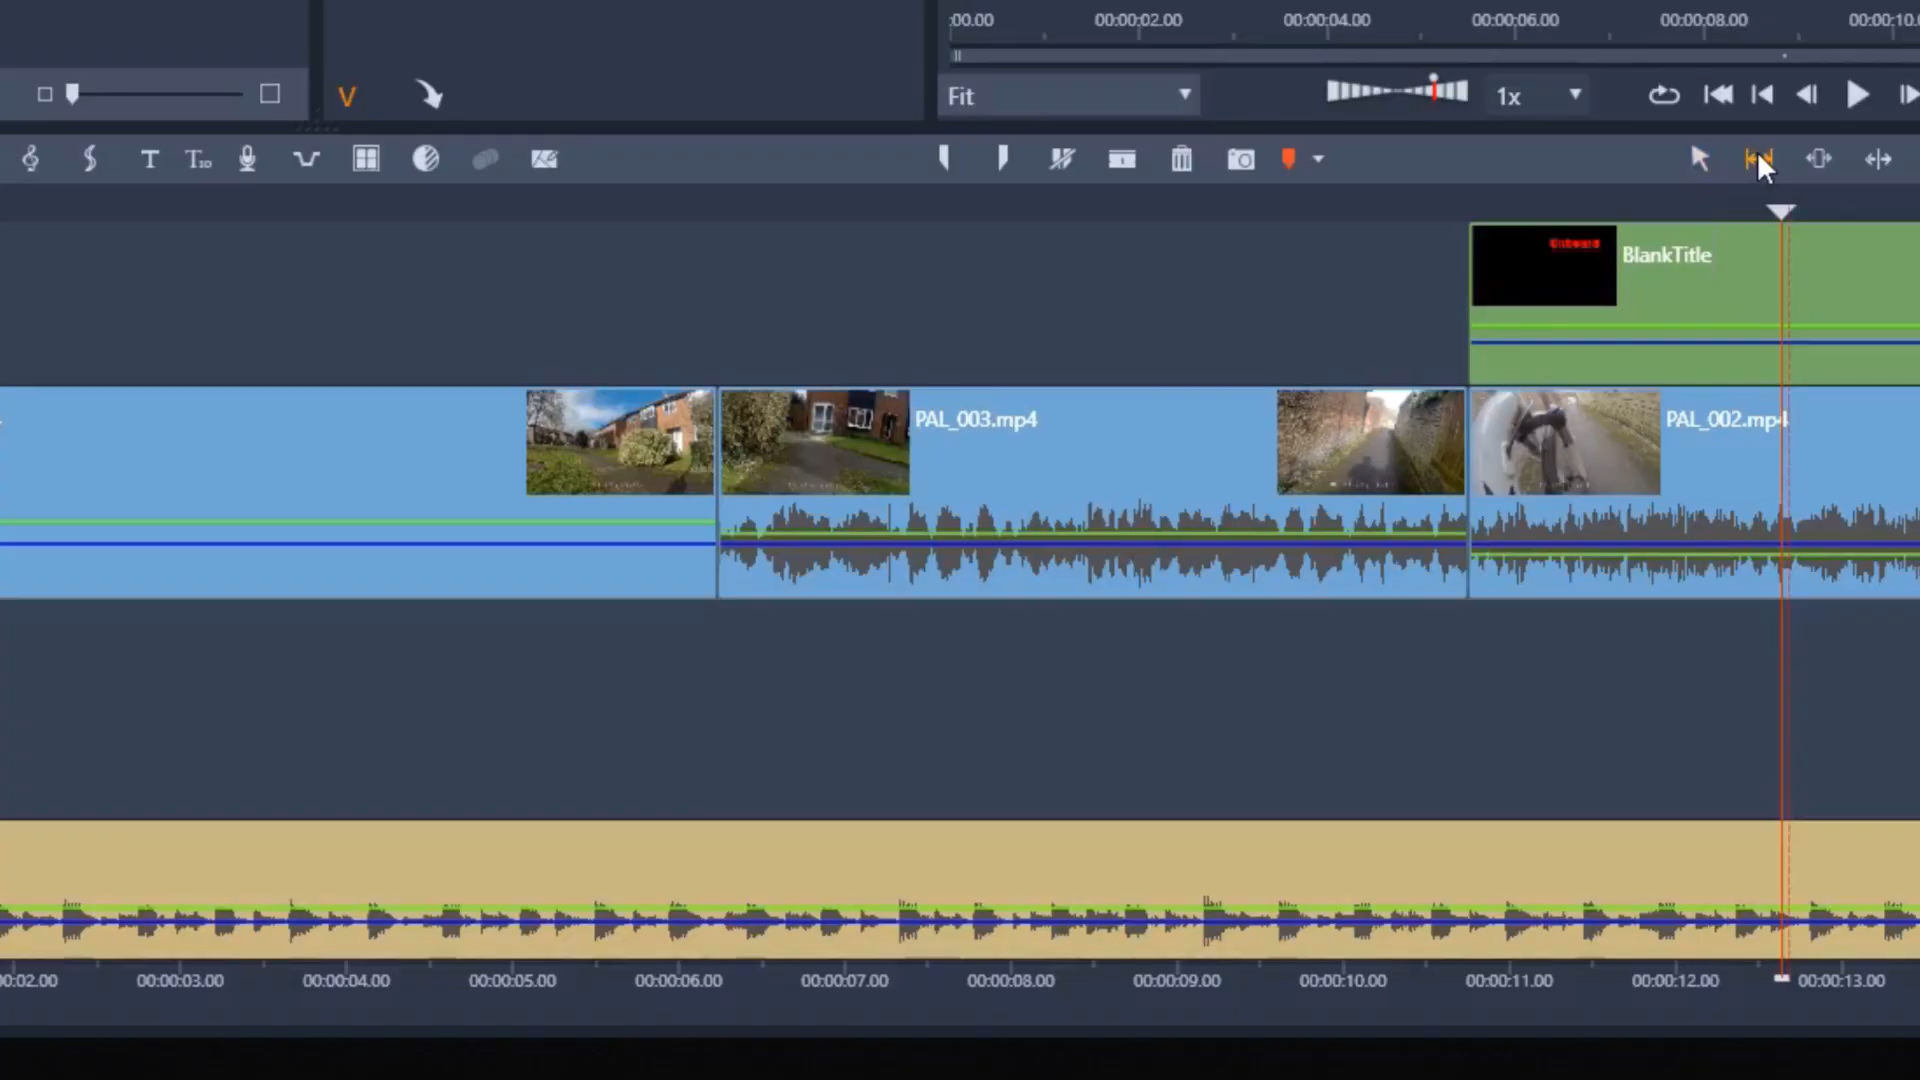 :00.00 00:00:02.00 00:00:04.00 00:00:06.00 00:00:08.00 00:00:10.0
V
Fit
1x
Onboard
BlankTitle
PAL_003.mp4
PAL_002.mp4
0:02.00 00:00:03.00 00:00:04.00 00:00:05.00 00:00:06.00 00:00:07.00 00:00:08.00 00:00:09.00 00:00:10.00 00:00:11.00 00:00:12.00 00:00:13.00